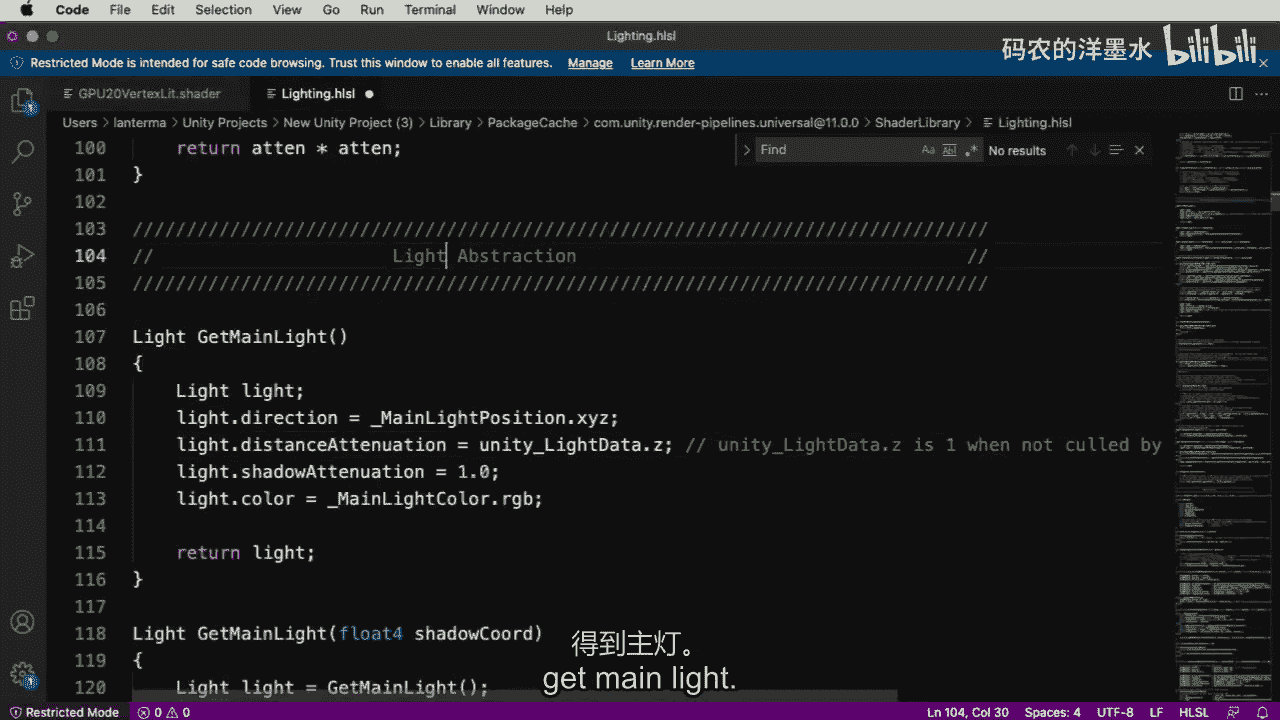 Code File Edit Selection View Go Run Terminal Window Help
Lighting.hlsl
码农的洋墨水 bilibili
Restricted Mode is intended for safe code browsing. Trust this window to enable all features. Manage Learn More
GPU20VertexLit.shader Lighting.hlsl
Users > lanterma > Unity Projects > New Unity Project (3) > Library > PackageCache > com.unity.render-pipelines.universal@11.0.0 > ShaderLibrary > Lighting.hlsl
Find Aa No results
100 return atten * atten;
101 }
102
103 ///////////////////////////////////////////////////////////////////////////////
104 // Light Abstraction //
105 ///////////////////////////////////////////////////////////////////////////////
106
107 Light GetMainLight()
108 {
109 Light light;
110 light.direction = _MainLightPosition.xyz;
111 light.distanceAttenuation = unity_LightData.z; // unity_LightData.z when not culled by
112 light.shadowAttenuation = 1.0;
113 light.color = _MainLightColor.rgb;
114
115 return light;
116 }
117
118 Light GetMainLight(float4 shadow
119 {
120 Light light = GetMainLight();
得到主灯。
light.
Restricted 0 0 Ln 104, Col 30 Spaces: 4 UTF-8 LF HLSL